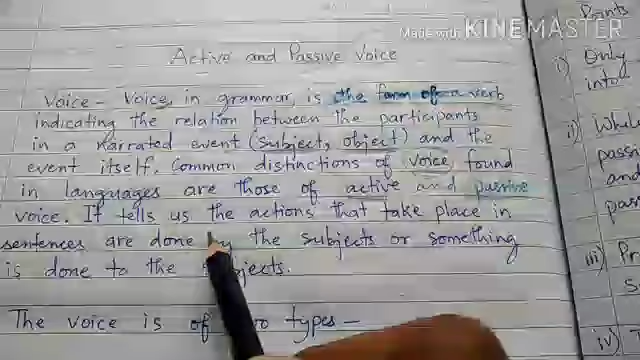 Made with KINEMASTER
Active and Passive Voice
Voice - Voice, in grammar, is the form of a verb
indicating the relation between the participants
in a narrated event (subject, object) and the
event itself. Common distinctions of voice found
in languages are those of active and passive
voice. It tells us the actions that take place in
sentences are done by the subjects or something
is done to the subjects.
The voice is of two types -
i) Only
into
ii)
passi
and
pass
iii)
iv)